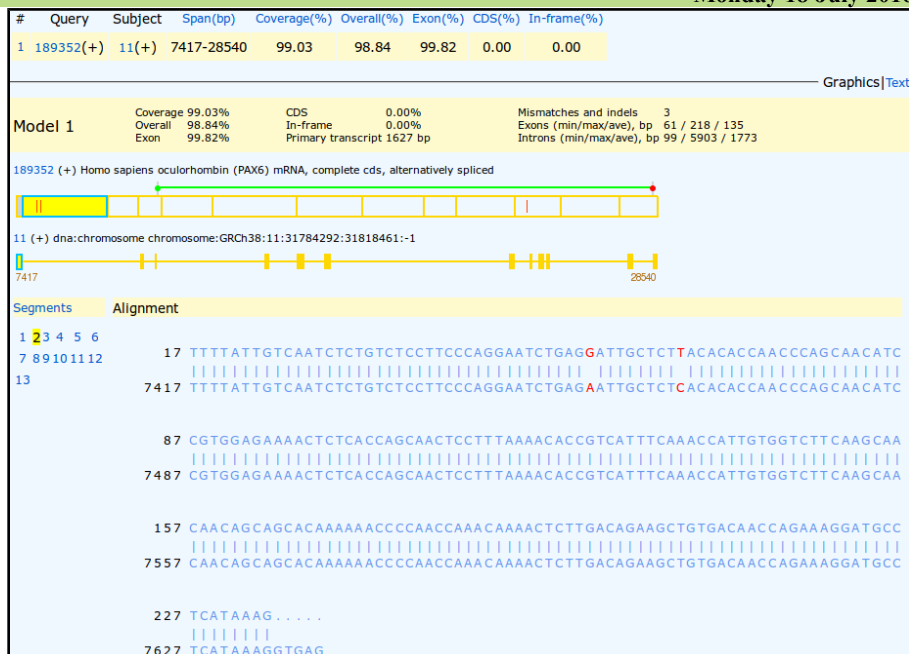 Monday 18 July 2016
# Query Subject Span(bp) Coverage(%) Overall(%) Exon(%) CDS(%) In-frame(%)
1 189352(+) 11(+) 7417-28540 99.03 98.84 99.82 0.00 0.00
Graphics|Text
Model 1
Coverage 99.03% CDS 0.00% Mismatches and indels 3
Overall 98.84% In-frame 0.00% Exons (min/max/ave), bp 61 / 218 / 135
Exon 99.82% Primary transcript 1627 bp Introns (min/max/ave), bp 99 / 5903 / 1773
189352 (+) Homo sapiens oculorhombin (PAX6) mRNA, complete cds, alternatively spliced
11 (+) dna:chromosome chromosome:GRCh38:11:31784292:31818461:-1
7417 28540
Segments Alignment
1 2 3 4 5 6
7 8 9 10 11 12
13
17 TTTTATTGTCAATCTCTGTCTCCTTCCCAGGAATCTGAGGATTGCTCTTACACACCAACCCAGCAACATC
7417 TTTTATTGTCAATCTCTGTCTCCTTCCCAGGAATCTGAGAATTGCTCTCACACACCAACCCAGCAACATC
87 CGTGGAGAAAACTCTCACCAGCAACTCCTTTAAAACACCGTCATTTCAAACCATTGTGGTCTTCAAGCAA
7487 CGTGGAGAAAACTCTCACCAGCAACTCCTTTAAAACACCGTCATTTCAAACCATTGTGGTCTTCAAGCAA
157 CAACAGCAGCACAAAAAACCCCAACCAAACAAAACTCTTGACAGAAGCTGTGACAACCAGAAAGGATGCC
7557 CAACAGCAGCACAAAAAACCCCAACCAAACAAAACTCTTGACAGAAGCTGTGACAACCAGAAAGGATGCC
227 TCATAAAG.....
7627 TCATAAAGGTGAG